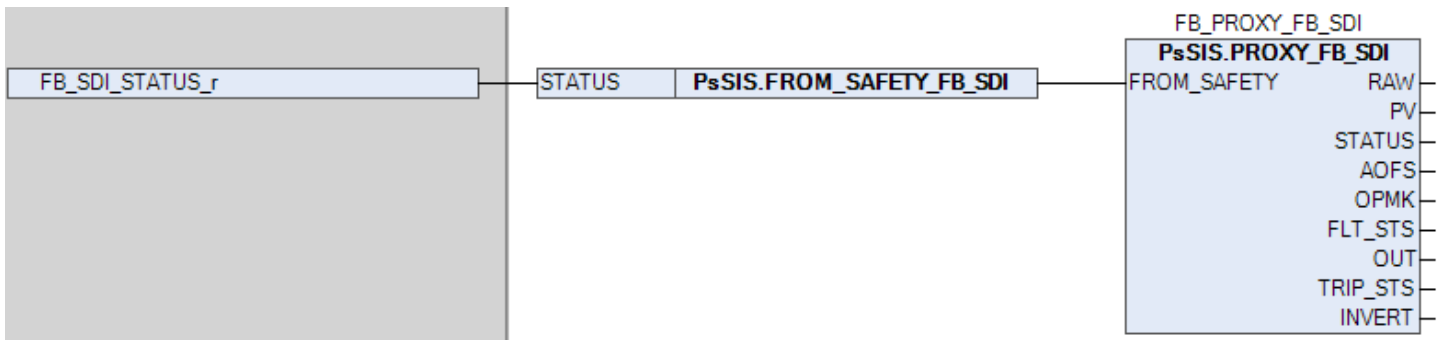 FB_PROXY_FB_SDI
PsSIS.PROXY_FB_SDI
FB_SDI_STATUS_r STATUS PsSIS.FROM_SAFETY_FB_SDI FROM_SAFETY RAW
PV
STATUS
AOFS
OPMK
FLT_STS
OUT
TRIP_STS
INVERT